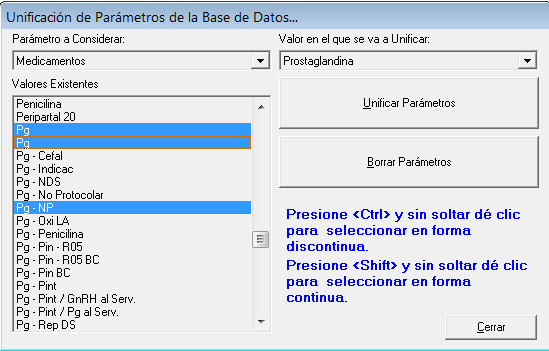 Unificación de Parámetros de la Base de Datos...
Parámetro a Considerar:
Medicamentos
Valor en el que se va a Unificar:
Prostaglandina
Valores Existentes
Penicilina
Peripartal 20
Pg
Pg
Pg - Cefal
Pg - Indicac
Pg - NDS
Pg - No Protocolar
Pg - NP
Pg - Oxi LA
Pg - Penicilina
Pg - Pin - R05
Pg - Pin - R05 BC
Pg - Pin BC
Pg - Pint
Pg - Pint / GnRH al Serv.
Pg - Pint / Pg al Serv.
Pg - Rep DS
Unificar Parámetros
Borrar Parámetros
Presione <Ctrl> y sin soltar dé clic
para seleccionar en forma
discontinua.
Presione <Shift> y sin soltar dé clic
para seleccionar en forma
continua.
Cerrar